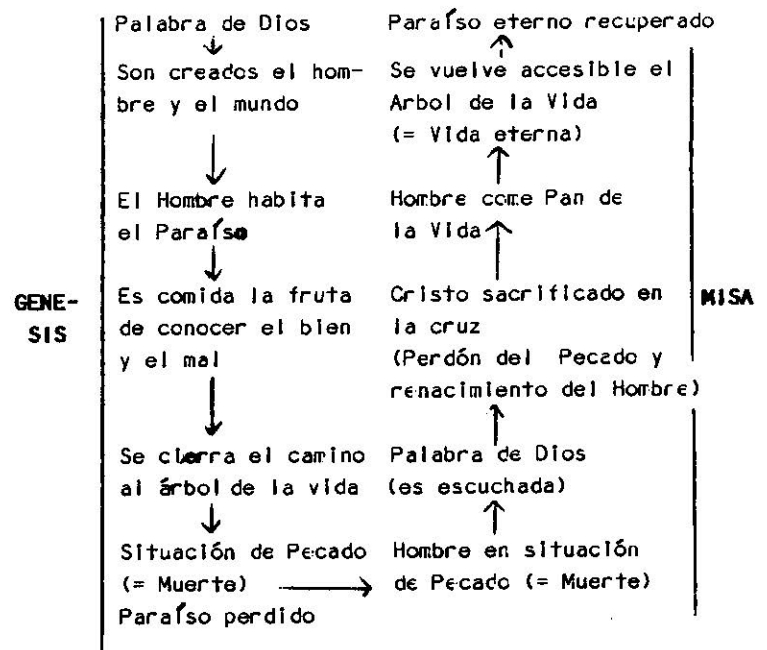 Palabra de Dios
Son creados el hom-
bre y el mundo
El Hombre habita
el Paraíso
GENE-
SIS
Es comida la fruta
de conocer el bien
y el mal
Se cierra el camino
al árbol de la vida
Situación de Pecado
(= Muerte)
Paraíso perdido
Paraíso eterno recuperado
Se vuelve accesible el
Arbol de la Vida
(= Vida eterna)
Hombre come Pan de
la Vida
Cristo sacrificado en
la cruz
(Perdón del Pecado y
renacimiento del Hombre)
MISA
Palabra de Dios
(es escuchada)
Hombre en situación
de Pecado (= Muerte)